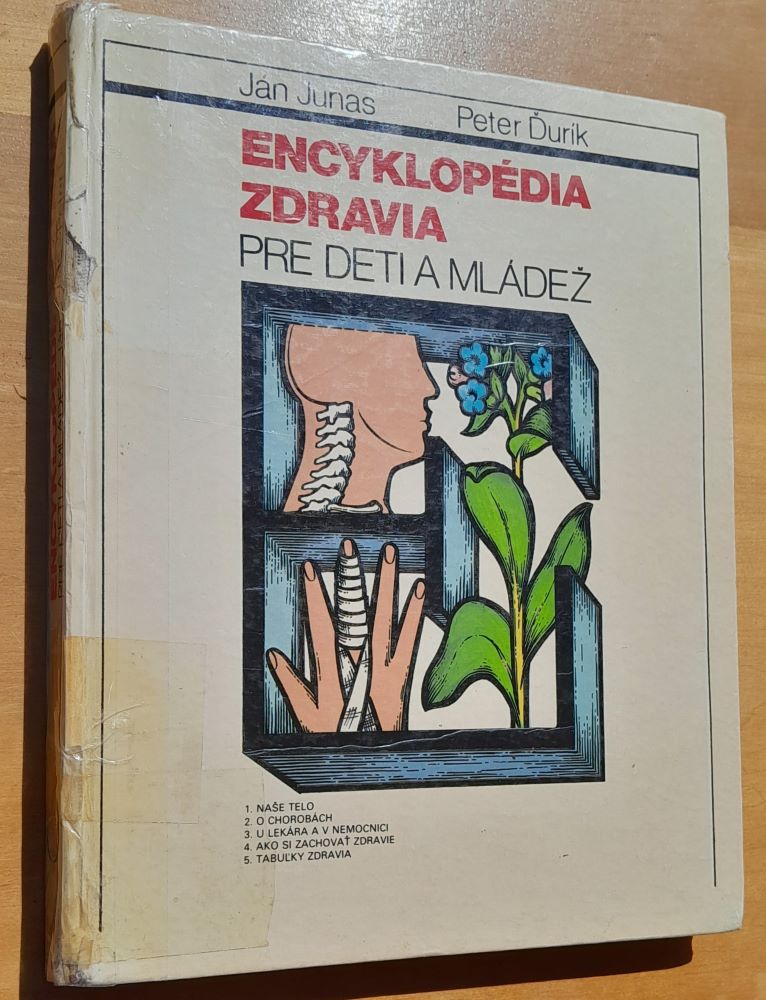 Ján Junas Peter Ďurík
ENCYKLOPÉDIA
ZDRAVIA
PRE DETI A MLÁDEŽ
1. NAŠE TELO
2. O CHOROBÁCH
3. U LEKÁRA A V NEMOCNICI
4. AKO SI ZACHOVAŤ ZDRAVIE
5. TABUĽKY ZDRAVIA